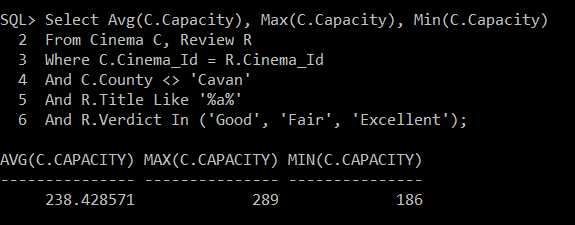 SQL> Select Avg(C.Capacity), Max(C.Capacity), Min(C.Capacity)
  2  From Cinema C, Review R
  3  Where C.Cinema_Id = R.Cinema_Id
  4  And C.County <> 'Cavan'
  5  And R.Title Like '%a%'
  6  And R.Verdict In ('Good', 'Fair', 'Excellent');
AVG(C.CAPACITY) MAX(C.CAPACITY) MIN(C.CAPACITY)
--------------- --------------- ---------------
     238.428571             289             186